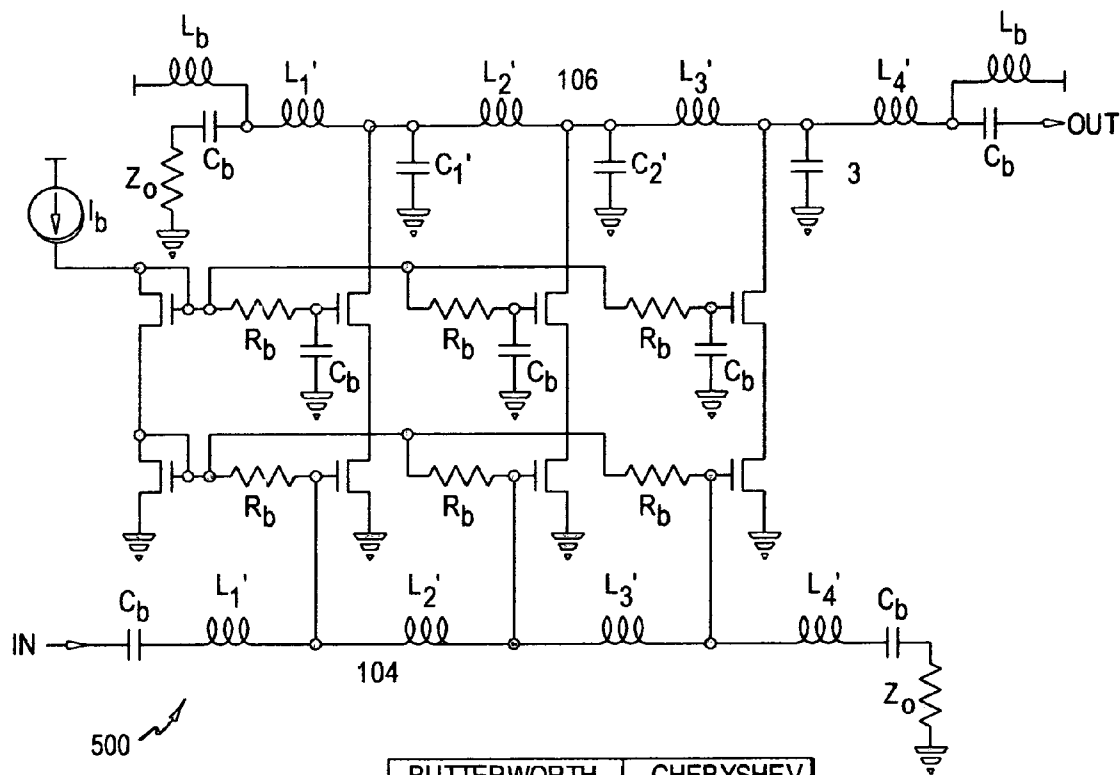 Lb
Lb
L1'
L2'
106
L3'
L4'
Cb
Cb
OUT
Zo
C1'
C2'
3
Ib
Rb
Rb
Rb
Cb
Cb
Cb
Rb
Rb
Rb
Cb
L1'
L2'
L3'
L4'
Cb
IN
104
Zo
500
BUTTERWORTH CHEBYSHEV